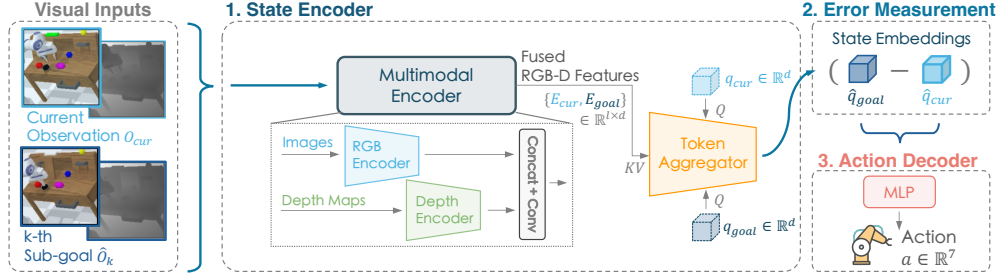 Visual Inputs
Current
Observation O_cur
k-th
Sub-goal Ô_k
1. State Encoder
Multimodal
Encoder
Fused
RGB-D Features
{E_cur, E_goal}
∈ ℝ^{l×d}
Images
RGB
Encoder
Depth Maps
Depth
Encoder
Concat + Conv
q_cur ∈ ℝ^d
Q
Token
Aggregator
KV
Q
q_goal ∈ ℝ^d
2. Error Measurement
State Embeddings
( − )
q̂_goal q̂_cur
3. Action Decoder
MLP
Action
a ∈ ℝ^7